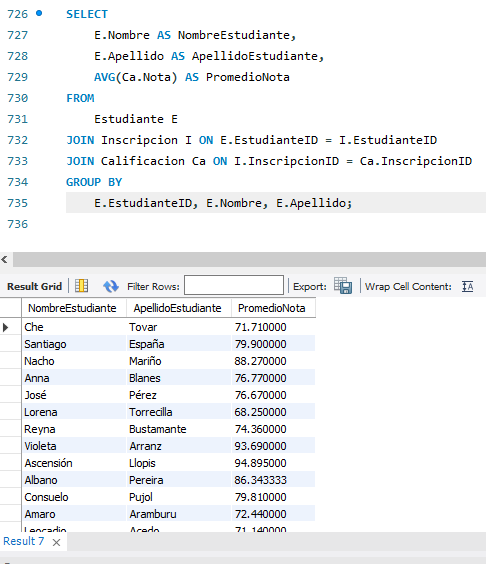 726 SELECT
727 E.Nombre AS NombreEstudiante,
728 E.Apellido AS ApellidoEstudiante,
729 AVG(Ca.Nota) AS PromedioNota
730 FROM
731 Estudiante E
732 JOIN Inscripcion I ON E.EstudianteID = I.EstudianteID
733 JOIN Calificacion Ca ON I.InscripcionID = Ca.InscripcionID
734 GROUP BY
735 E.EstudianteID, E.Nombre, E.Apellido;
736
Result Grid Filter Rows: Export: Wrap Cell Content: IA
NombreEstudiante ApellidoEstudiante PromedioNota
Che Tovar 71.710000
Santiago España 79.900000
Nacho Mariño 88.270000
Anna Blanes 76.770000
José Pérez 76.670000
Lorena Torrecilla 68.250000
Reyna Bustamante 74.360000
Violeta Arranz 93.690000
Ascensión Llopis 94.895000
Albano Pereira 86.343333
Consuelo Pujol 79.810000
Amaro Aramburu 72.440000
Leocadio Acedo 71.140000
Result 7